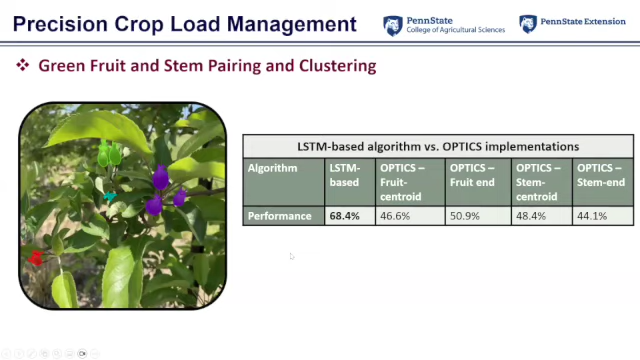 Precision Crop Load Management
PennState
College of Agricultural Sciences
PennState Extension
Green Fruit and Stem Pairing and Clustering
LSTM-based algorithm vs. OPTICS implementations
Algorithm LSTM-based OPTICS – Fruit-centroid OPTICS – Fruit end OPTICS – Stem-centroid OPTICS – Stem-end
Performance 68.4% 46.6% 50.9% 48.4% 44.1%